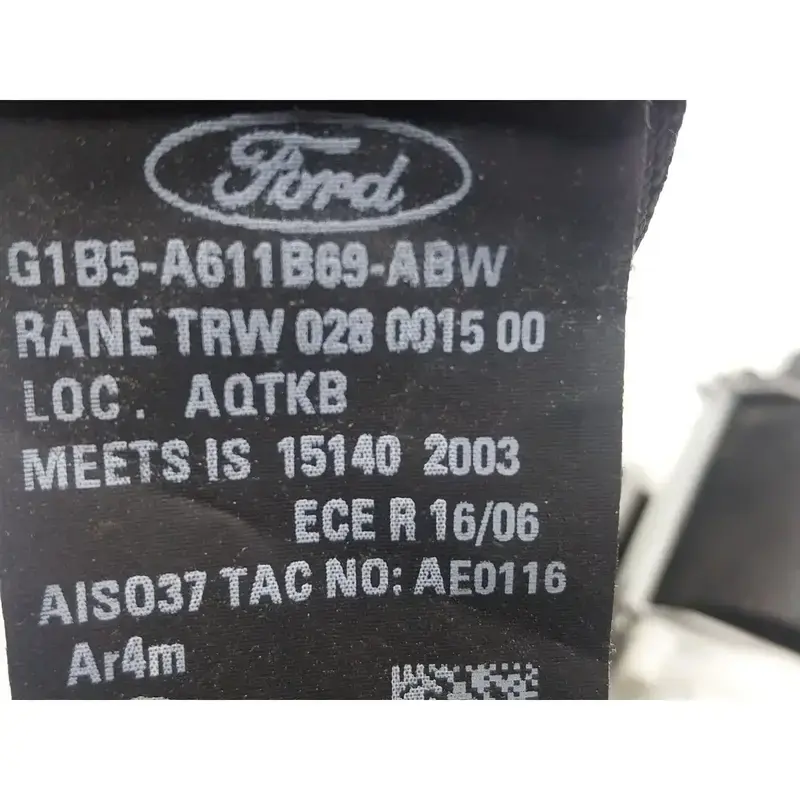 Ford
G1B5-A611B69-ABW
RANE TRW 028 0015 00
LOC. AQTKB
MEETS IS 15140 2003
ECE R 16/06
AIS037 TAC NO: AE0116
Ar4m